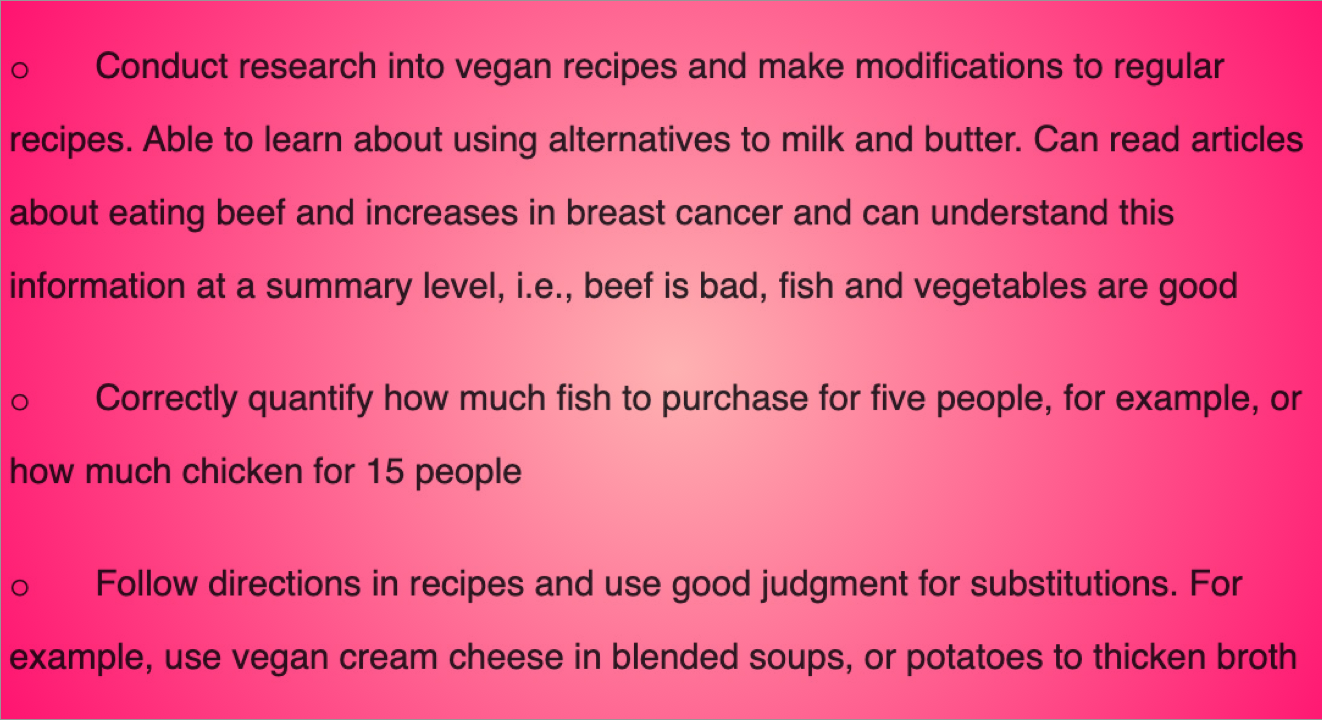 o Conduct research into vegan recipes and make modifications to regular
recipes. Able to learn about using alternatives to milk and butter. Can read articles
about eating beef and increases in breast cancer and can understand this
information at a summary level, i.e., beef is bad, fish and vegetables are good
o Correctly quantify how much fish to purchase for five people, for example, or
how much chicken for 15 people
o Follow directions in recipes and use good judgment for substitutions. For
example, use vegan cream cheese in blended soups, or potatoes to thicken broth